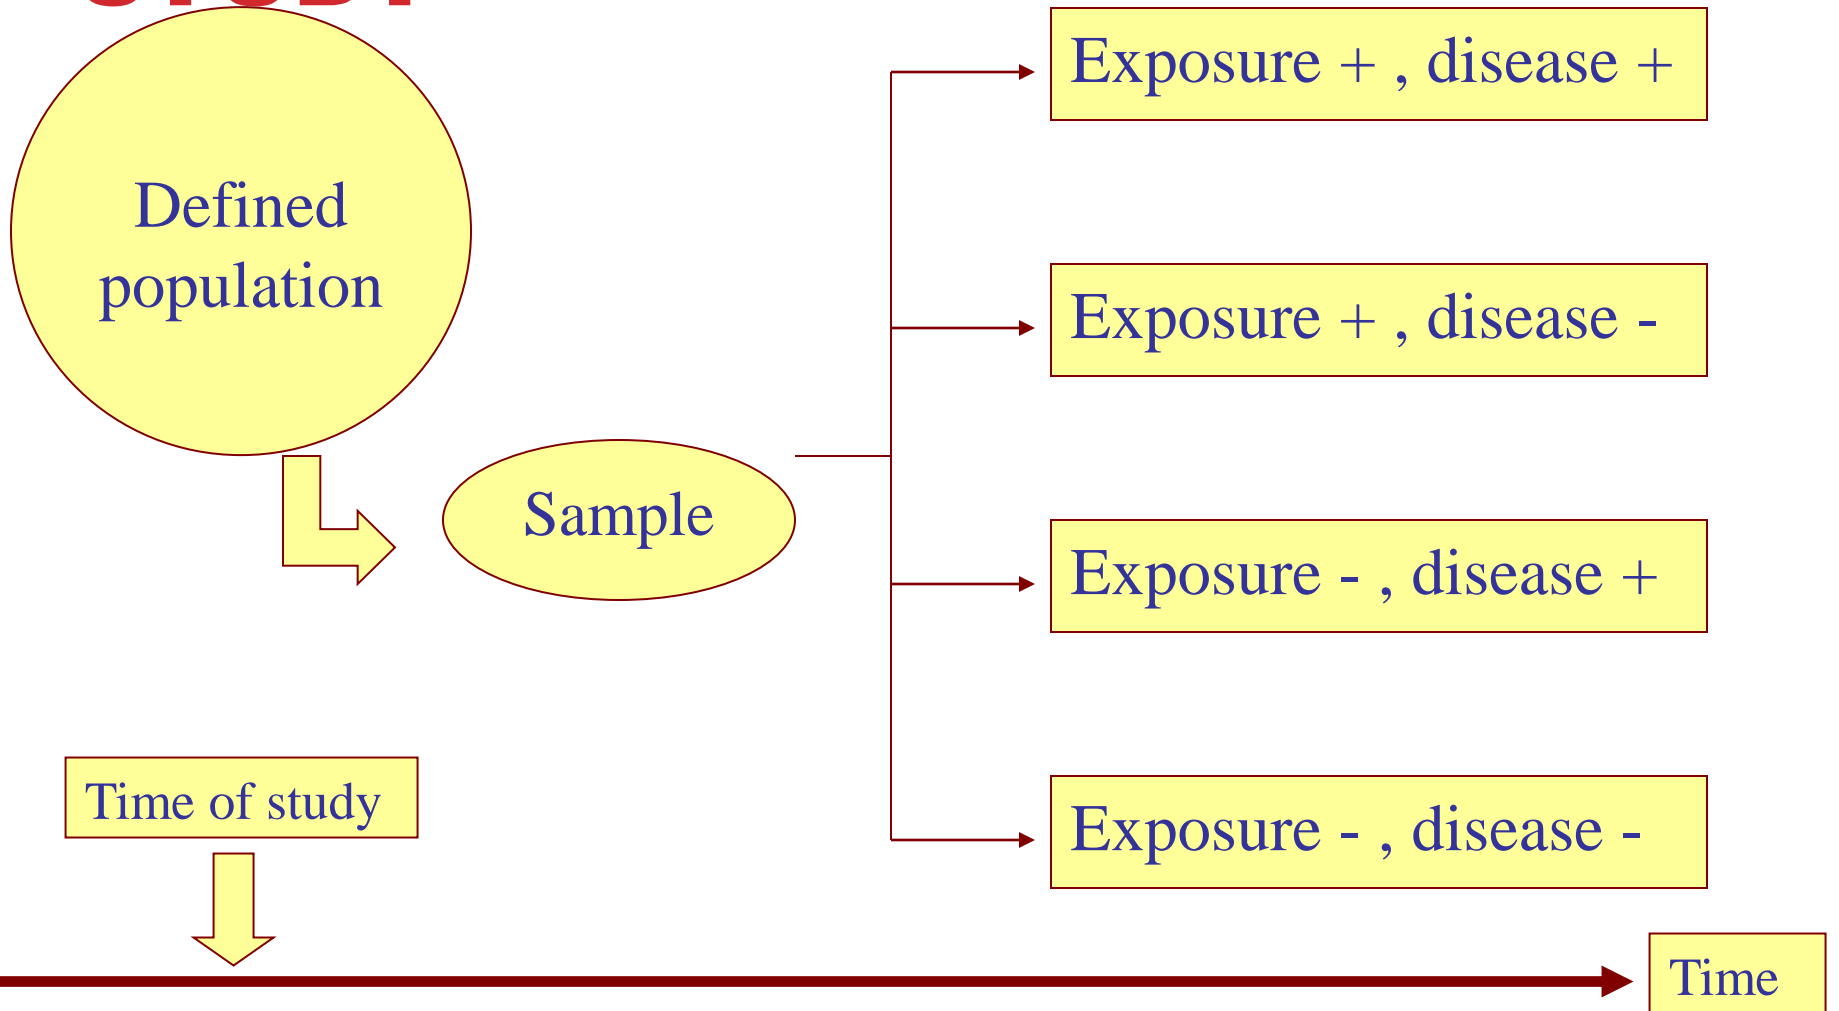 Defined
population
Sample
Exposure + , disease +
Exposure + , disease -
Exposure - , disease +
Exposure - , disease -
Time of study
Time